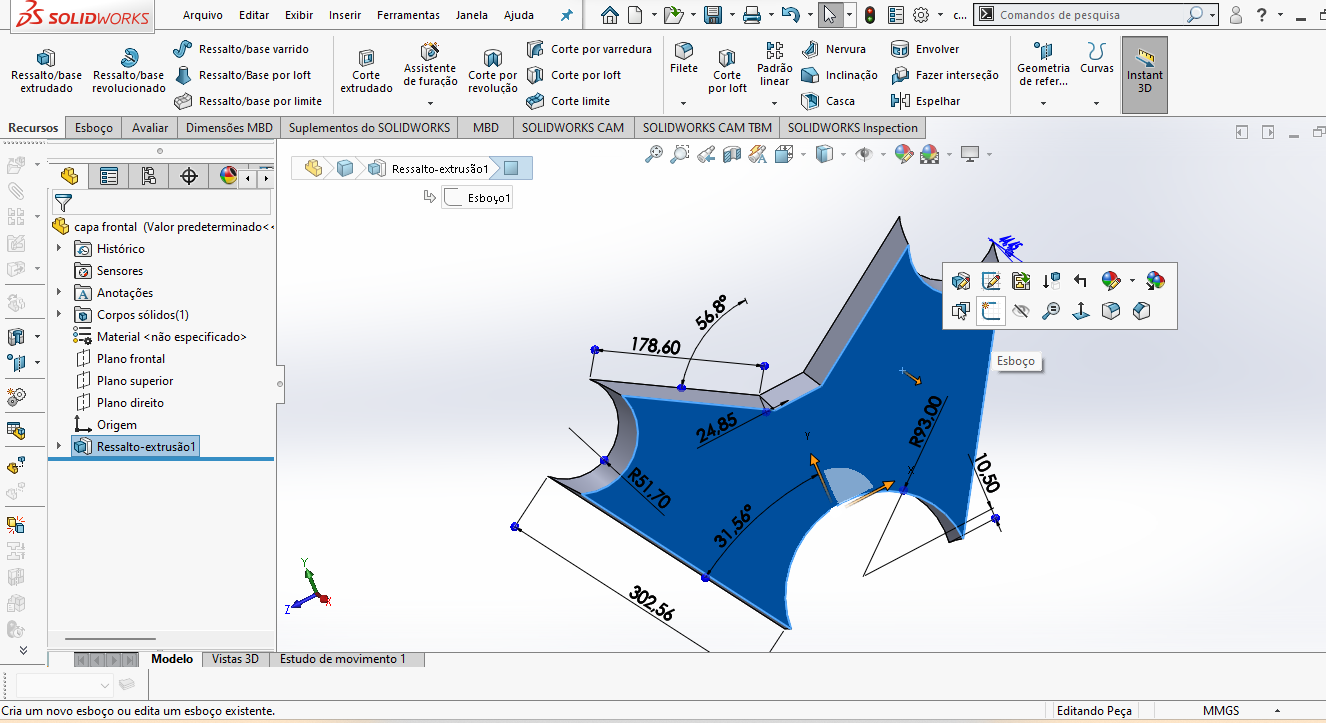 SOLIDWORKS
Arquivo Editar Exibir Inserir Ferramentas Janela Ajuda
c...
Comandos de pesquisa
?
Ressalto/base extrudado
Ressalto/base revolucionado
Ressalto/base varrido
Ressalto/Base por loft
Ressalto/base por limite
Corte extrudado
Assistente de furação
Corte por revolução
Corte por varredura
Corte por loft
Corte limite
Filete
Corte por loft
Padrão linear
Nervura
Inclinação
Casca
Envolver
Fazer interseção
Espelhar
Geometria de refer...
Curvas
Instant 3D
Recursos Esboço Avaliar Dimensões MBD Suplementos do SOLIDWORKS MBD SOLIDWORKS CAM SOLIDWORKS CAM TBM SOLIDWORKS Inspection
Ressalto-extrusão1
Esboço1
capa frontal (Valor predeterminado<<
Histórico
Sensores
Anotações
Corpos sólidos(1)
Material <não especificado>
Plano frontal
Plano superior
Plano direito
Origem
Ressalto-extrusão1
56,8°
178,60
Esboço
24,85
R93,00
Y
X
10,50
R51,70
31,56°
302,56
Y
Z
X
Modelo Vistas 3D Estudo de movimento 1
Cria um novo esboço ou edita um esboço existente.
Editando Peça
MMGS